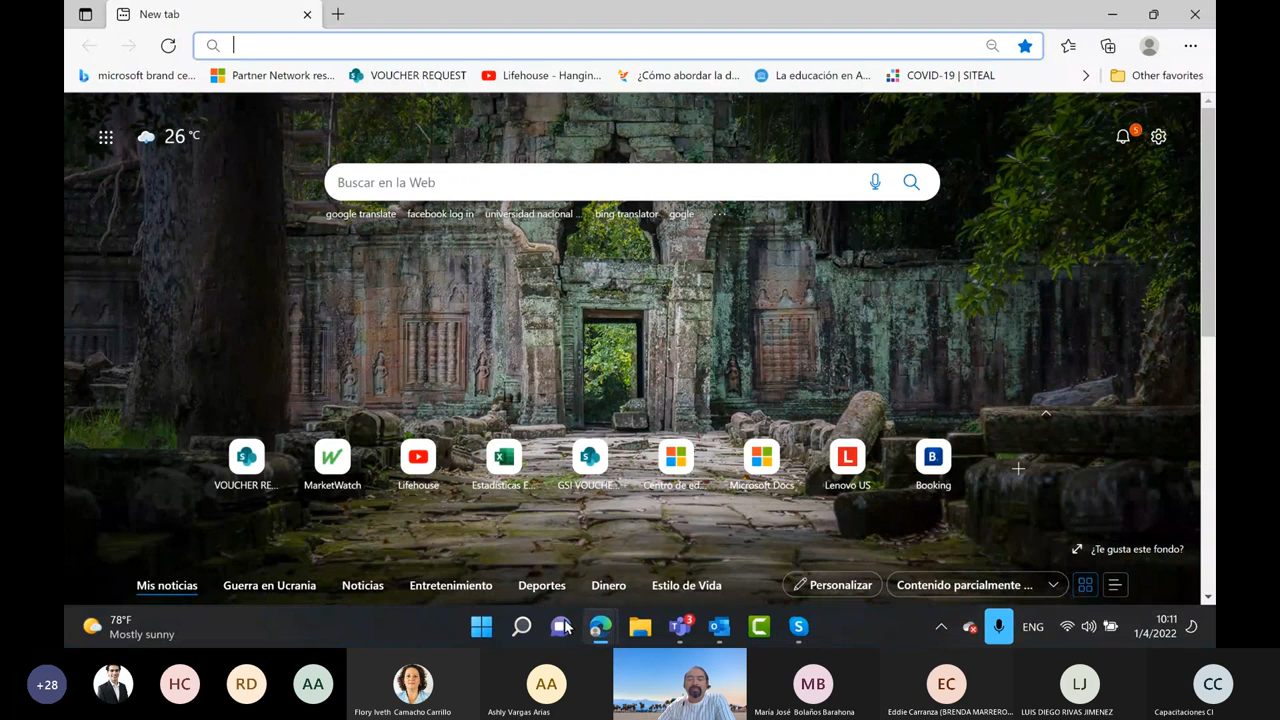 New tab
microsoft brand ce...
Partner Network res...
VOUCHER REQUEST
Lifehouse - Hangin...
¿Cómo abordar la d...
La educación en A...
COVID-19 | SITEAL
Other favorites
26 °C
5
Buscar en la Web
google translate
facebook log in
universidad nacional ...
bing translator
gogle
VOUCHER RE...
MarketWatch
Lifehouse
Estadísticas E...
GSI VOUCHE...
Centro de ed...
Microsoft Docs
Lenovo US
Booking
¿Te gusta este fondo?
Mis noticias
Guerra en Ucrania
Noticias
Entretenimiento
Deportes
Dinero
Estilo de Vida
Personalizar
Contenido parcialmente ...
78°F
Mostly sunny
3
ENG
10:11
1/4/2022
+28
HC
RD
AA
Flory Iveth Camacho Carrillo
AA
Ashly Vargas Arias
MB
María José Bolaños Barahona
EC
Eddie Carranza (BRENDA MARRERO...
LJ
LUIS DIEGO RIVAS JIMENEZ
CC
Capacitaciones CI